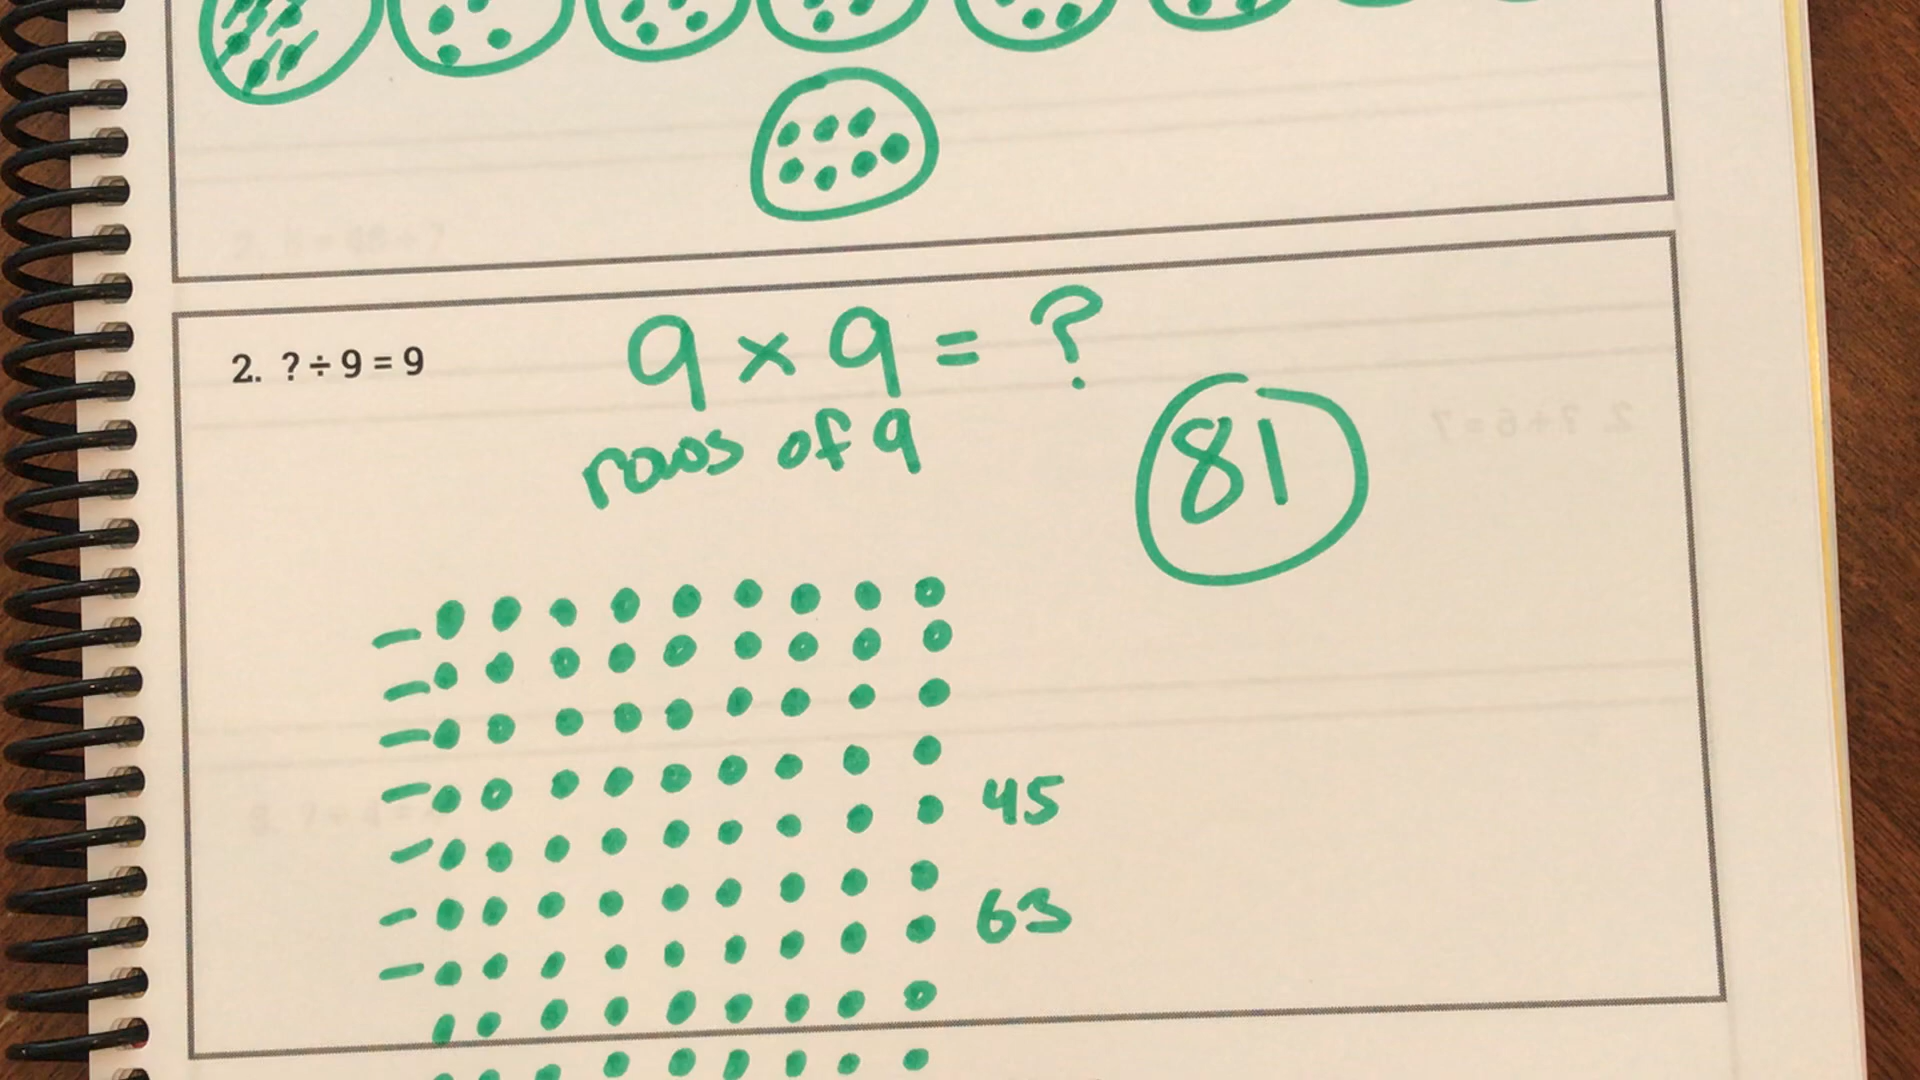 2. ? ÷ 9 = 9
9 × 9 = ?
rows of 9
81
45
63